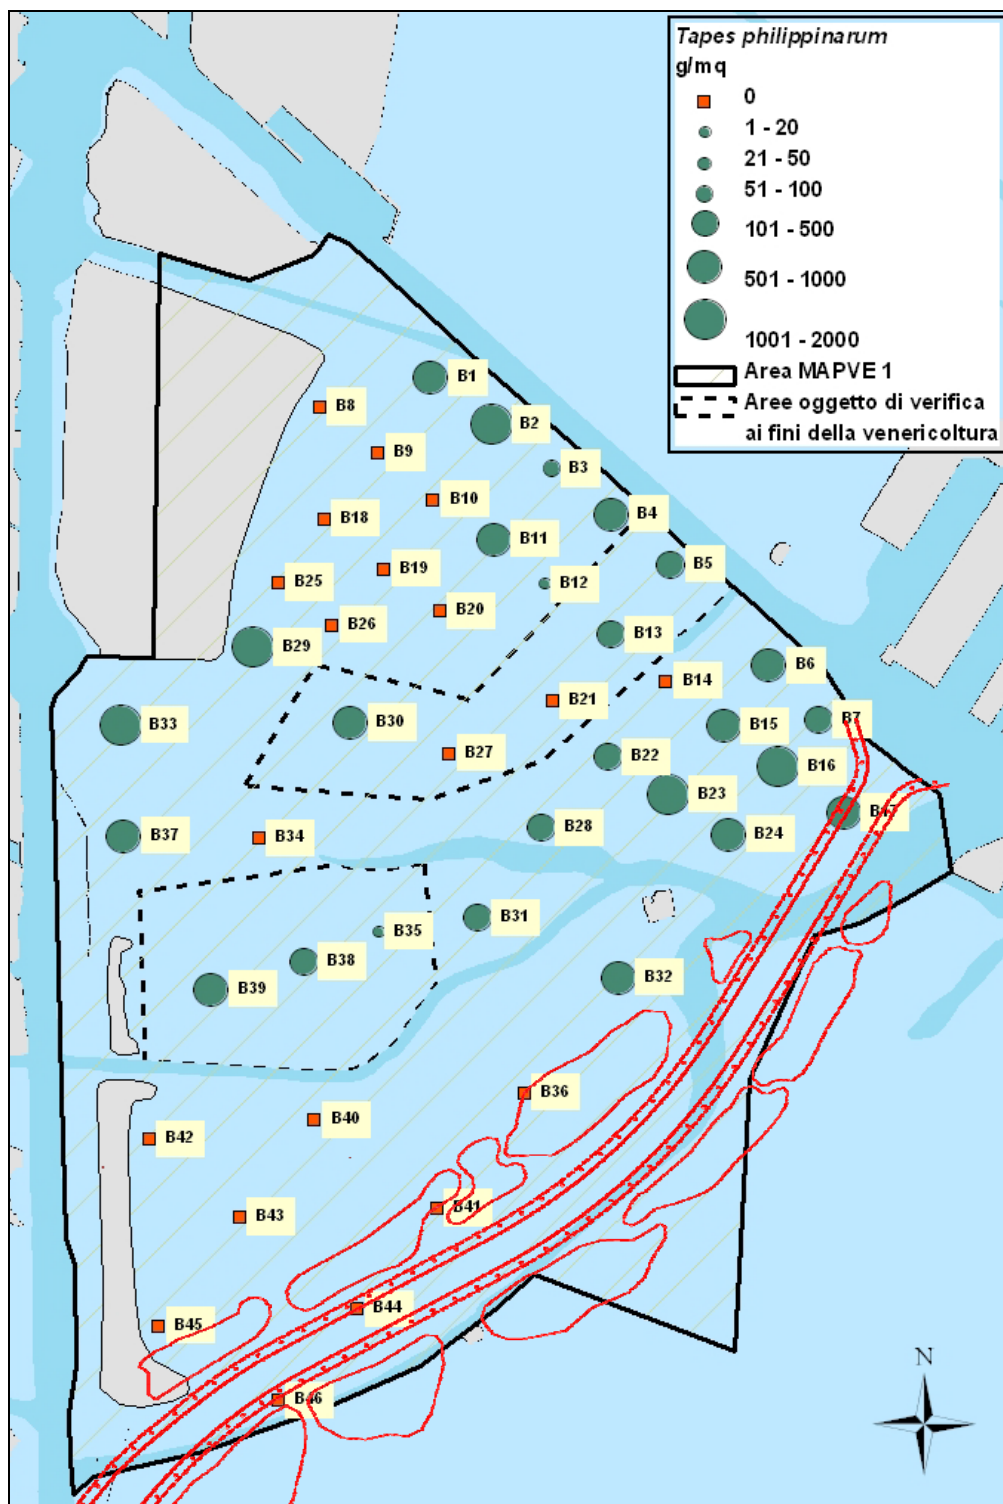 Tapes philippinarum
g/mq
0
1 - 20
21 - 50
51 - 100
101 - 500
501 - 1000
1001 - 2000
Area MAPVE 1
Aree oggetto di verifica
ai fini della venericoltura
B1
B8
B2
B9
B3
B10
B4
B18
B11
B5
B19
B25
B12
B20
B26
B13
B29
B6
B14
B21
B7
B30
B33
B15
B27
B22
B16
B23
B17
B28
B24
B37
B34
B31
B35
B38
B32
B39
B36
B40
B42
B41
B43
B44
B45
N
B46